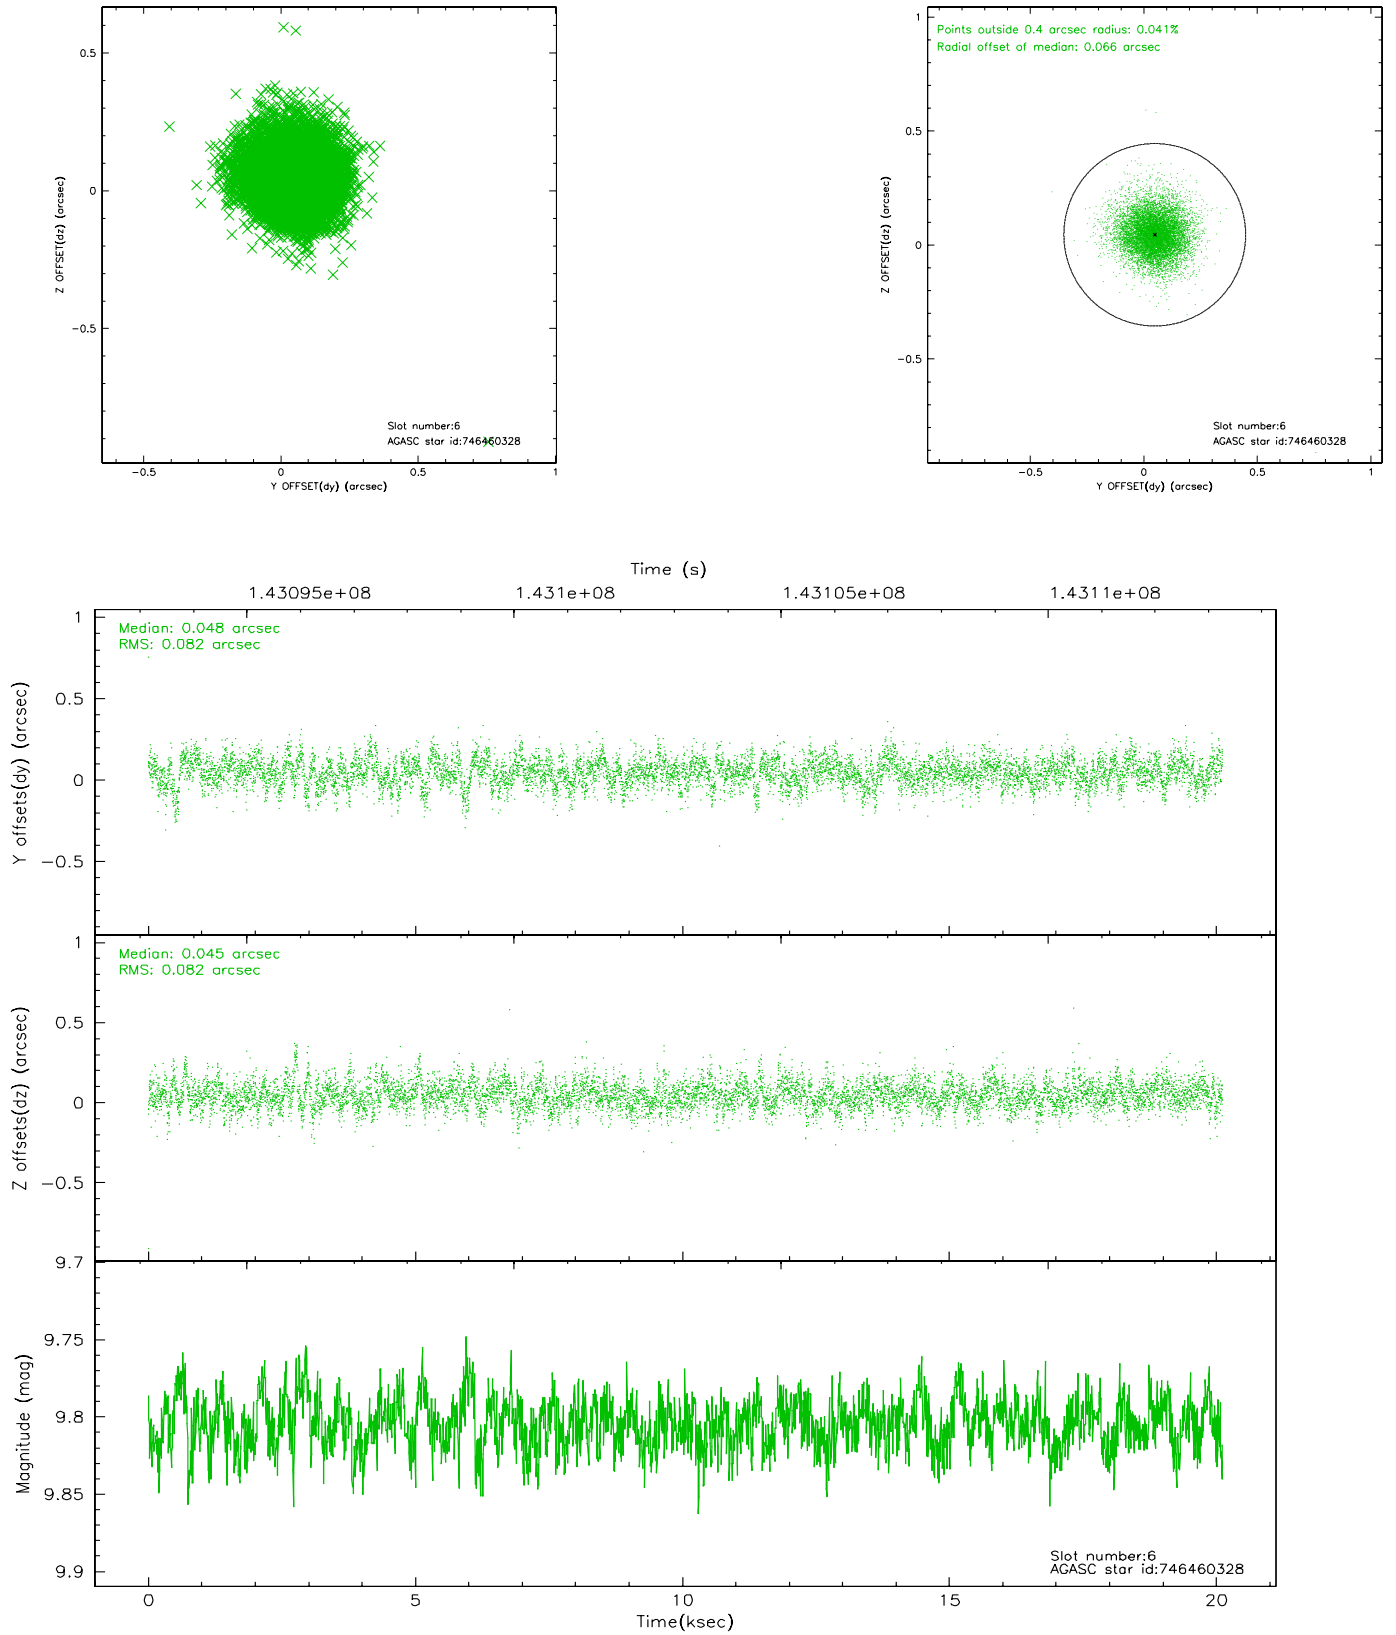 0.5
0
-0.5
Z OFFSET(dz) (arcsec)
Slot number:6
AGASC star id:746460328
-0.5 0 0.5 1
Y OFFSET(dy) (arcsec)
Points outside 0.4 arcsec radius: 0.041%
Radial offset of median: 0.066 arcsec
1
0.5
0
-0.5
Z OFFSET(dz) (arcsec)
Slot number:6
AGASC star id:746460328
-0.5 0 0.5 1
Y OFFSET(dy) (arcsec)
Time (s)
1.43095e+08 1.431e+08 1.43105e+08 1.4311e+08
Median: 0.048 arcsec
RMS: 0.082 arcsec
1
0.5
0
-0.5
Y offsets(dy) (arcsec)
Median: 0.045 arcsec
RMS: 0.082 arcsec
1
0.5
0
-0.5
Z offsets(dz) (arcsec)
9.7
9.75
9.8
9.85
9.9
Magnitude (mag)
Slot number:6
AGASC star id:746460328
0 5 10 15 20
Time(ksec)